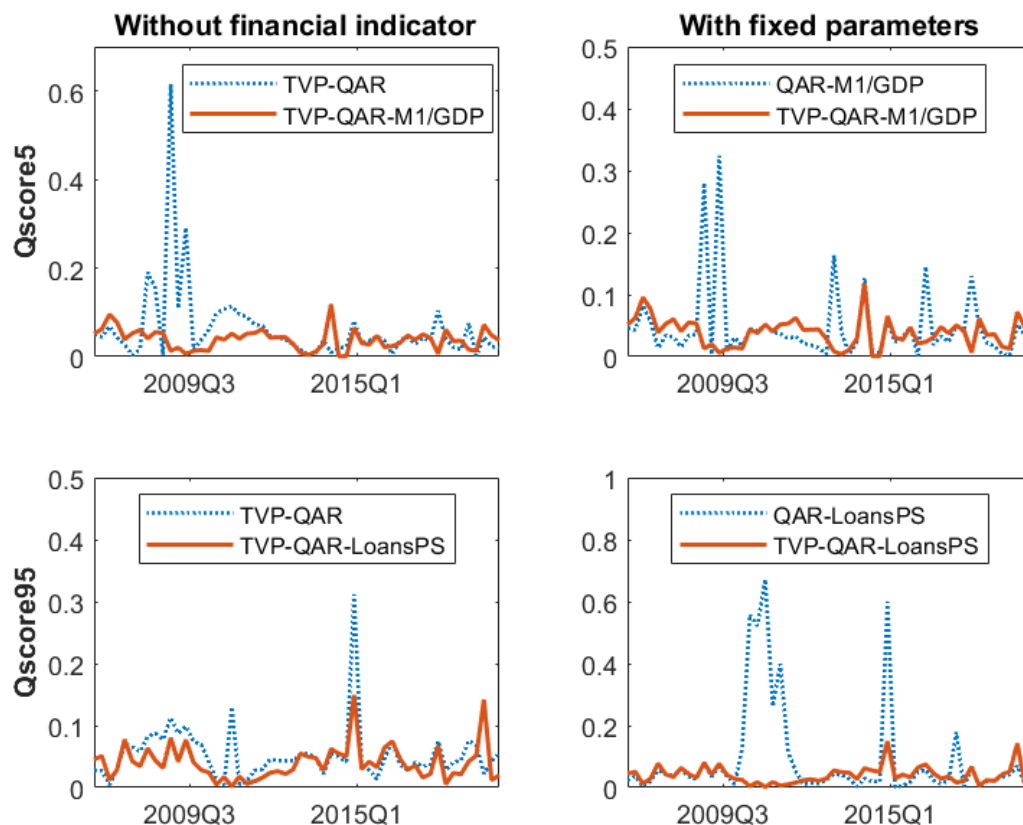 Without financial indicator
With fixed parameters
Qscore5
0.6
0.4
0.2
0
TVP-QAR
TVP-QAR-M1/GDP
2009Q3
2015Q1
0.5
0.4
0.3
0.2
0.1
0
QAR-M1/GDP
TVP-QAR-M1/GDP
2009Q3
2015Q1
Qscore95
0.5
0.4
0.3
0.2
0.1
0
TVP-QAR
TVP-QAR-LoansPS
2009Q3
2015Q1
1
0.8
0.6
0.4
0.2
0
QAR-LoansPS
TVP-QAR-LoansPS
2009Q3
2015Q1